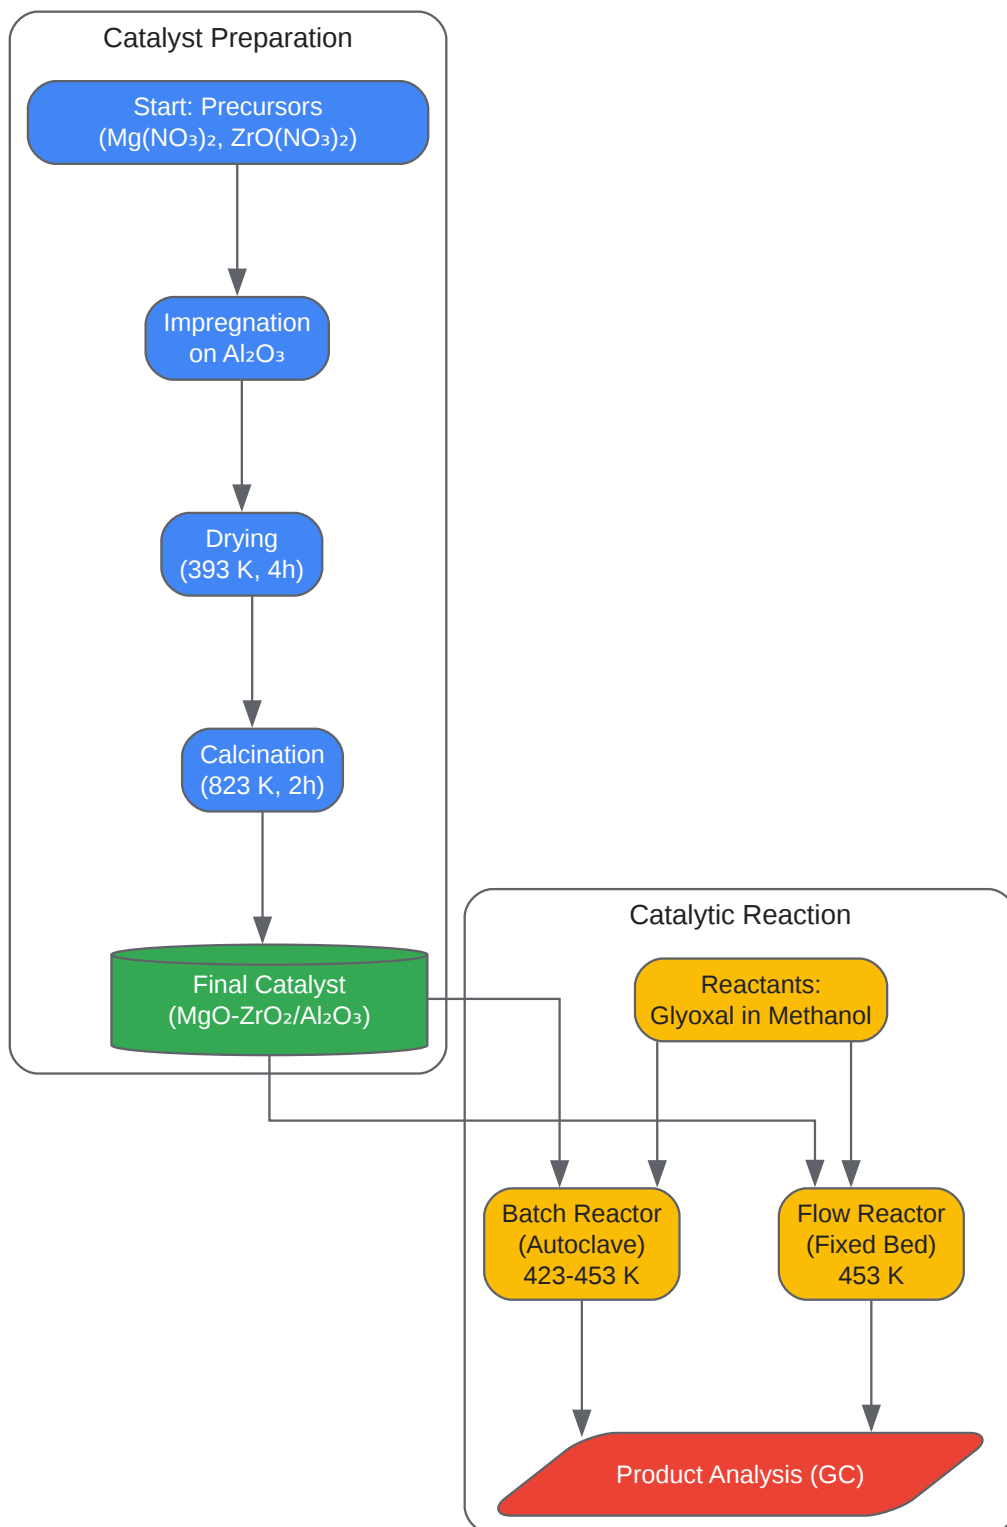 Catalyst Preparation
Start: Precursors
(Mg(NO₃)₂, ZrO(NO₃)₂)
Impregnation
on Al₂O₃
Drying
(393 K, 4h)
Calcination
(823 K, 2h)
Final Catalyst
(MgO-ZrO₂/Al₂O₃)
Catalytic Reaction
Reactants:
Glyoxal in Methanol
Batch Reactor
(Autoclave)
423-453 K
Flow Reactor
(Fixed Bed)
453 K
Product Analysis (GC)